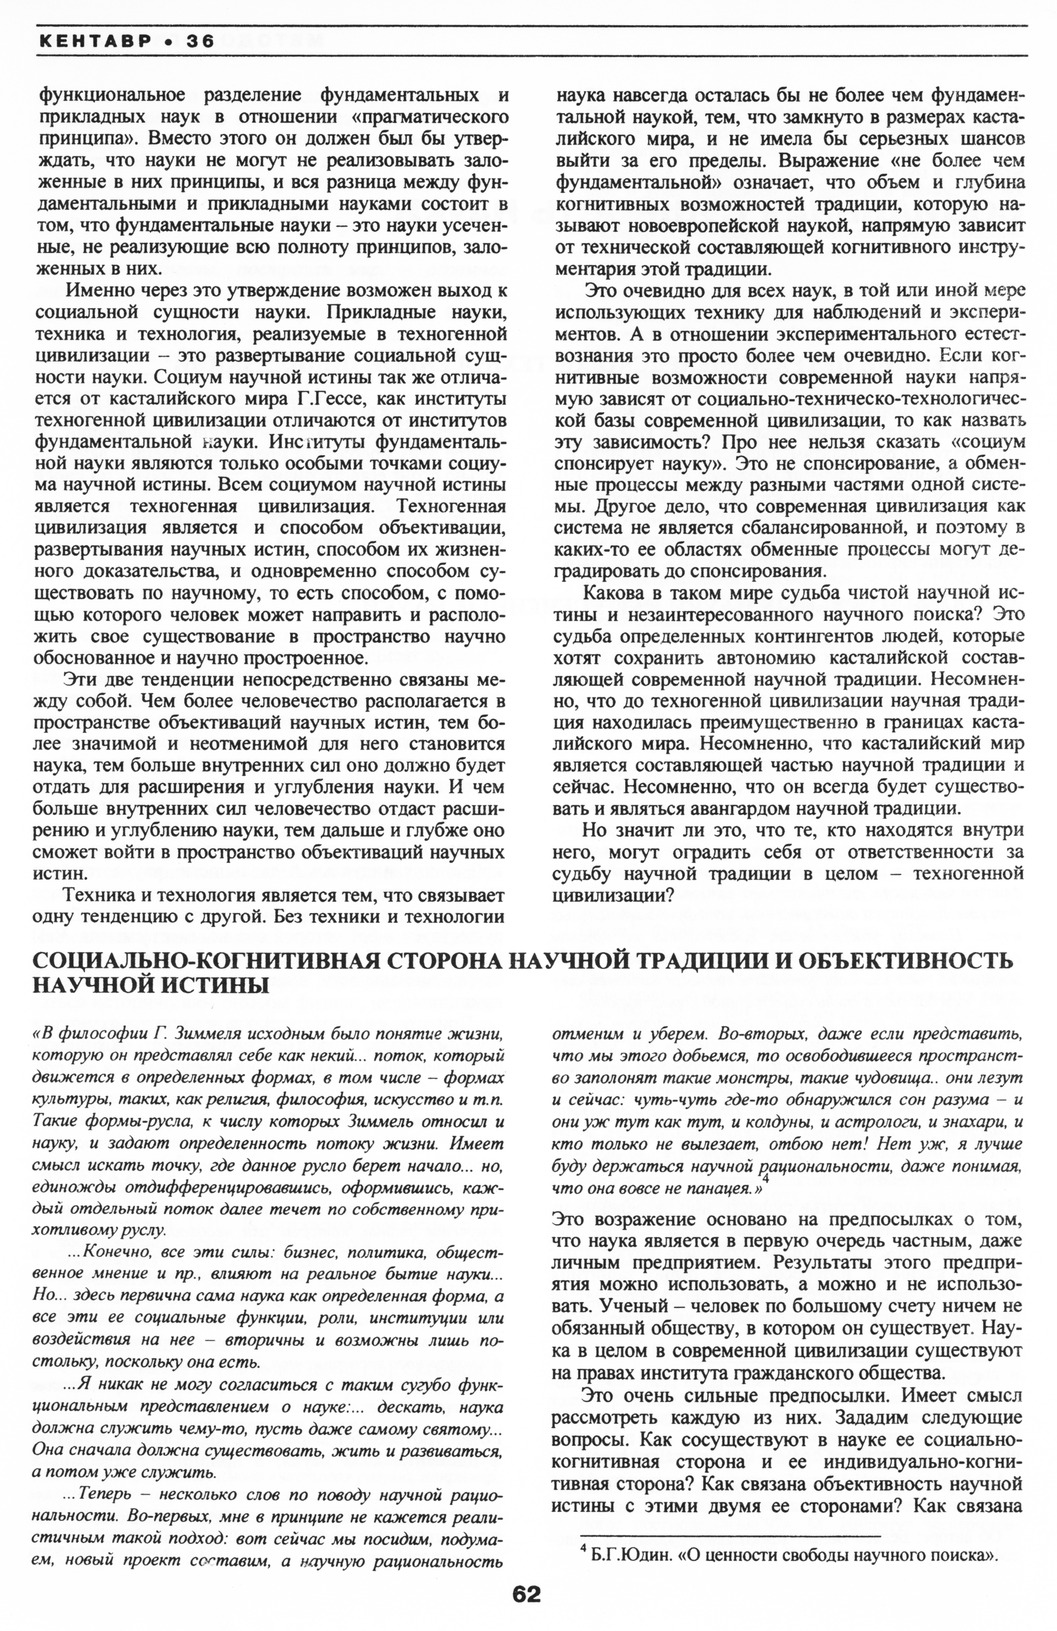 КЕНТАВР • 36
функциональное разделение фундаментальных и
прикладных наук в отношении «прагматического
принципа». Вместо этого он должен был бы утвер-
ждать, что науки не могут не реализовывать зало-
женные в них принципы, и вся разница между фун-
даментальными и прикладными науками состоит в
том, что фундаментальные науки – это науки усечен-
ные, не реализующие всю полноту принципов, зало-
женных в них.
Именно через это утверждение возможен выход к
социальной сущности науки. Прикладные науки,
техника и технология, реализуемые в техногенной
цивилизации – это развертывание социальной сущ-
ности науки. Социум научной истины так же отлича-
ется от касталийского мира Г.Гессе, как институты
техногенной цивилизации отличаются от институтов
фундаментальной науки. Институты фундаменталь-
ной науки являются только особыми точками социу-
ма научной истины. Всем социумом научной истины
является техногенная цивилизация. Техногенная
цивилизация является и способом объективации,
развертывания научных истин, способом их жизнен-
ного доказательства, и одновременно способом су-
ществовать по научному, то есть способом, с помо-
щью которого человек может направить и располо-
жить свое существование в пространство научно
обоснованное и научно простроенное.
Эти две тенденции непосредственно связаны ме-
жду собой. Чем более человечество располагается в
пространстве объективаций научных истин, тем бо-
лее значимой и неотменимой для него становится
наука, тем больше внутренних сил оно должно будет
отдать для расширения и углубления науки. И чем
больше внутренних сил человечество отдаст расши-
рению и углублению науки, тем дальше и глубже оно
сможет войти в пространство объективаций научных
истин.
Техника и технология является тем, что связывает
одну тенденцию с другой. Без техники и технологии
наука навсегда осталась бы не более чем фундамен-
тальной наукой, тем, что замкнуто в размерах каста-
лийского мира, и не имела бы серьезных шансов
выйти за его пределы. Выражение «не более чем
фундаментальной» означает, что объем и глубина
когнитивных возможностей традиции, которую на-
зывают новоевропейской наукой, напрямую зависит
от технической составляющей когнитивного инстру-
ментария этой традиции.
Это очевидно для всех наук, в той или иной мере
использующих технику для наблюдений и экспери-
ментов. А в отношении экспериментального естест-
вознания это просто более чем очевидно. Если ког-
нитивные возможности современной науки напря-
мую зависят от социально-техническо-технологичес-
кой базы современной цивилизации, то как назвать
эту зависимость? Про нее нельзя сказать «социум
спонсирует науку». Это не спонсирование, а обмен-
ные процессы между разными частями одной систе-
мы. Другое дело, что современная цивилизация как
система не является сбалансированной, и поэтому в
каких-то ее областях обменные процессы могут де-
градировать до спонсирования.
Какова в таком мире судьба чистой научной ис-
тины и незаинтересованного научного поиска? Это
судьба определенных контингентов людей, которые
хотят сохранить автономию касталийской состав-
ляющей современной научной традиции. Несомнен-
но, что до техногенной цивилизации научная тради-
ция находилась преимущественно в границах каста-
лийского мира. Несомненно, что касталийский мир
является составляющей частью научной традиции и
сейчас. Несомненно, что он всегда будет существо-
вать и являться авангардом научной традиции.
Но значит ли это, что те, кто находятся внутри
него, могут оградить себя от ответственности за
судьбу научной традиции в целом – техногенной
цивилизации?
СОЦИАЛЬНО-КОГНИТИВНАЯ СТОРОНА НАУЧНОЙ ТРАДИЦИИ И ОБЪЕКТИВНОСТЬ
НАУЧНОЙ ИСТИНЫ
«В философии Г. Зиммеля исходным было понятие жизни,
которую он представлял себе как некий... поток, который
движется в определенных формах, в том числе – формах
культуры, таких, как религия, философия, искусство и т.п.
Такие формы-русла, к числу которых Зиммель относил и
науку, и задают определенность потоку жизни. Имеет
смысл искать точку, где данное русло берет начало... но,
единожды отдифференцировавшись, оформившись, каж-
дый отдельный поток далее течет по собственному при-
хотливому руслу.
...Конечно, все эти силы: бизнес, политика, общест-
венное мнение и пр., влияют на реальное бытие науки...
Но... здесь первична сама наука как определенная форма, а
все эти ее социальные функции, роли, институции или
воздействия на нее – вторичны и возможны лишь по-
стольку, поскольку она есть.
...Я никак не могу согласиться с таким сугубо функ-
циональным представлением о науке:... дескать, наука
должна служить чему-то, пусть даже самому святому...
Она сначала должна существовать, жить и развиваться,
а потом уже служить.
...Теперь – несколько слов по поводу научной рацио-
нальности. Во-первых, мне в принципе не кажется реали-
стичным такой подход: вот сейчас мы посидим, подума-
ем, новый проект составим, а научную рациональность
отменим и уберем. Во-вторых, даже если представить,
что мы этого добьемся, то освободившееся пространст-
во заполонят такие монстры, такие чудовища.. они лезут
и сейчас: чуть-чуть где-то обнаружился сон разума – и
они уж тут как тут, и колдуны, и астрологи, и знахари, и
кто только не вылезает, отбою нет! Нет уж, я лучше
буду держаться научной рациональности, даже понимая,
что она вовсе не панацея.»4
Это возражение основано на предпосылках о том,
что наука является в первую очередь частным, даже
личным предприятием. Результаты этого предпри-
ятия можно использовать, а можно и не использо-
вать. Ученый – человек по большому счету ничем не
обязанный обществу, в котором он существует. Нау-
ка в целом в современной цивилизации существуют
на правах института гражданского общества.
Это очень сильные предпосылки. Имеет смысл
рассмотреть каждую из них. Зададим следующие
вопросы. Как сосуществуют в науке ее социально-
когнитивная сторона и ее индивидуально-когни-
тивная сторона? Как связана объективность научной
истины с этими двумя ее сторонами? Как связана
4 Б.Г.Юдин. «О ценности свободы научного поиска».
62